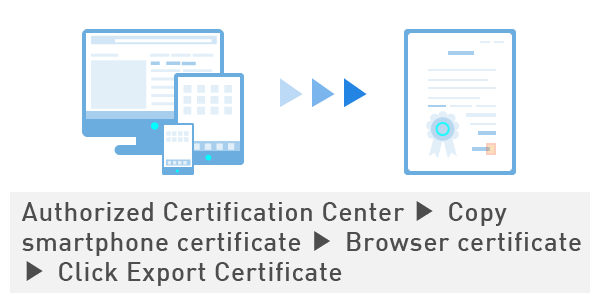 Authorized Certification Center ▶ Copy
smartphone certificate ▶ Browser certificate
▶ Click Export Certificate